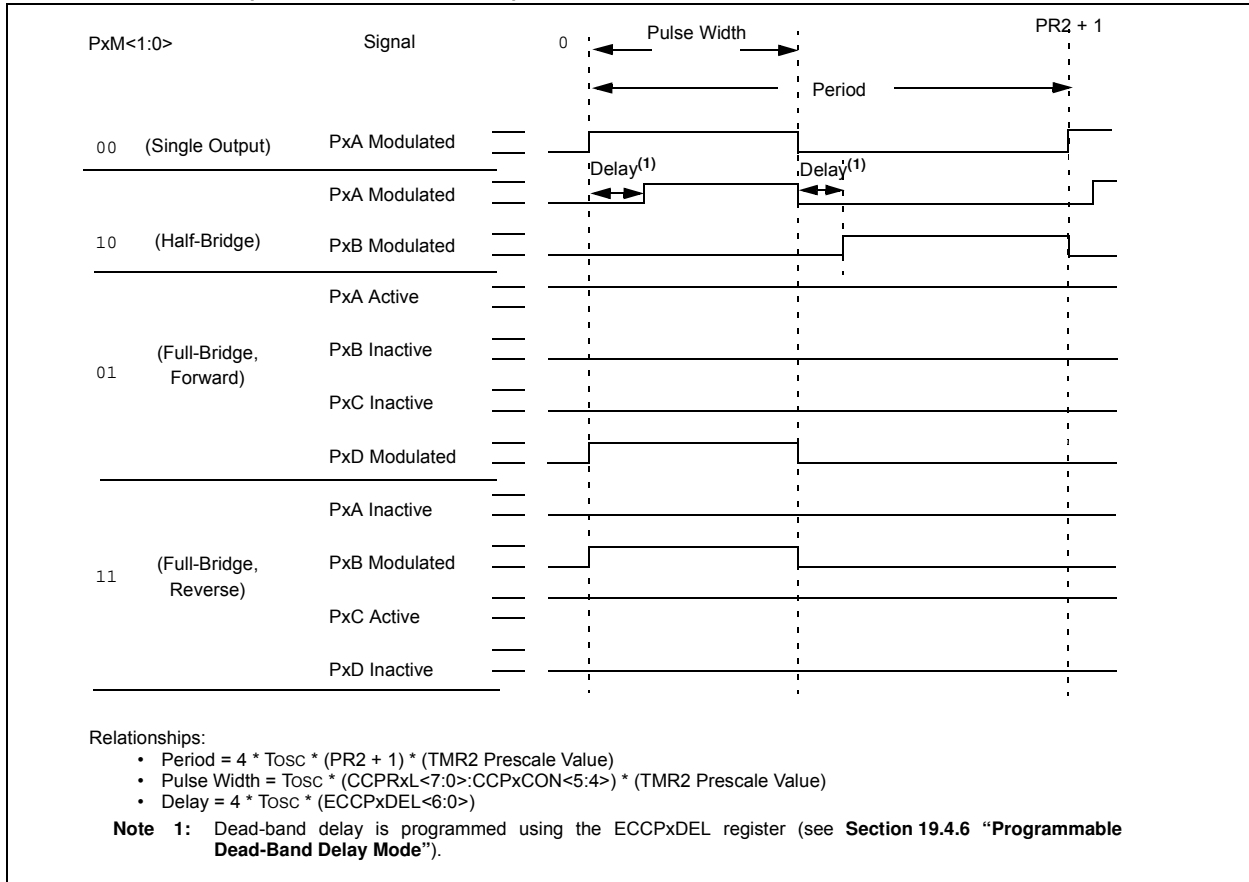 PxM<1:0> Signal 0 Pulse Width PR2 + 1
Period
00 (Single Output) PxA Modulated
Delay(1) Delay(1)
PxA Modulated
10 (Half-Bridge) PxB Modulated
PxA Active
01 (Full-Bridge, Forward) PxB Inactive
PxC Inactive
PxD Modulated
PxA Inactive
11 (Full-Bridge, Reverse) PxB Modulated
PxC Active
PxD Inactive
Relationships:
• Period = 4 * TOSC * (PR2 + 1) * (TMR2 Prescale Value)
• Pulse Width = TOSC * (CCPRxL<7:0>:CCPxCON<5:4>) * (TMR2 Prescale Value)
• Delay = 4 * TOSC * (ECCPxDEL<6:0>)
Note 1: Dead-band delay is programmed using the ECCPxDEL register (see Section 19.4.6 “Programmable
Dead-Band Delay Mode”).